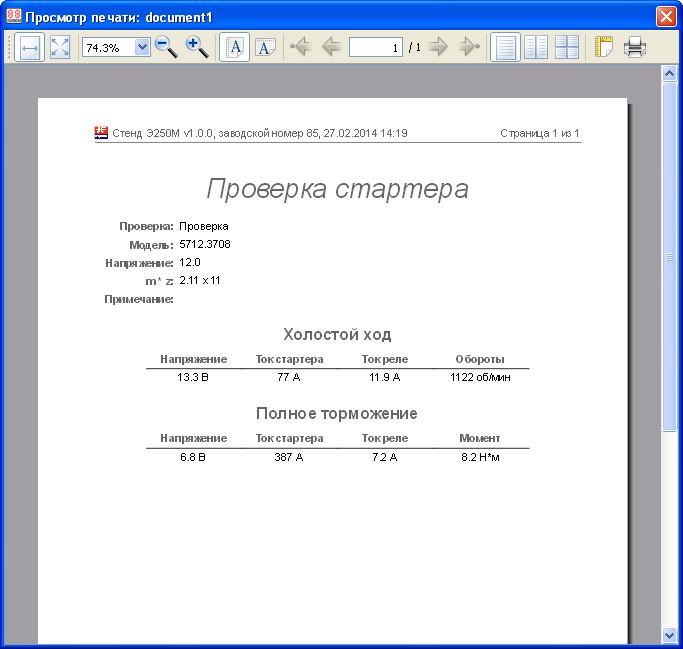 Просмотр печати: document1
74.3%
1 / 1
Стенд Э250М v1.0.0, заводской номер 85, 27.02.2014 14:19 Страница 1 из 1
Проверка стартера
Проверка: Проверка
Модель: 5712.3708
Напряжение: 12.0
m * z: 2.11 x 11
Примечание:
Холостой ход
Напряжение Ток стартера Ток реле Обороты
13.3 В 77 А 11.9 А 1122 об/мин
Полное торможение
Напряжение Ток стартера Ток реле Момент
6.8 В 387 А 7.2 А 8.2 Н*м